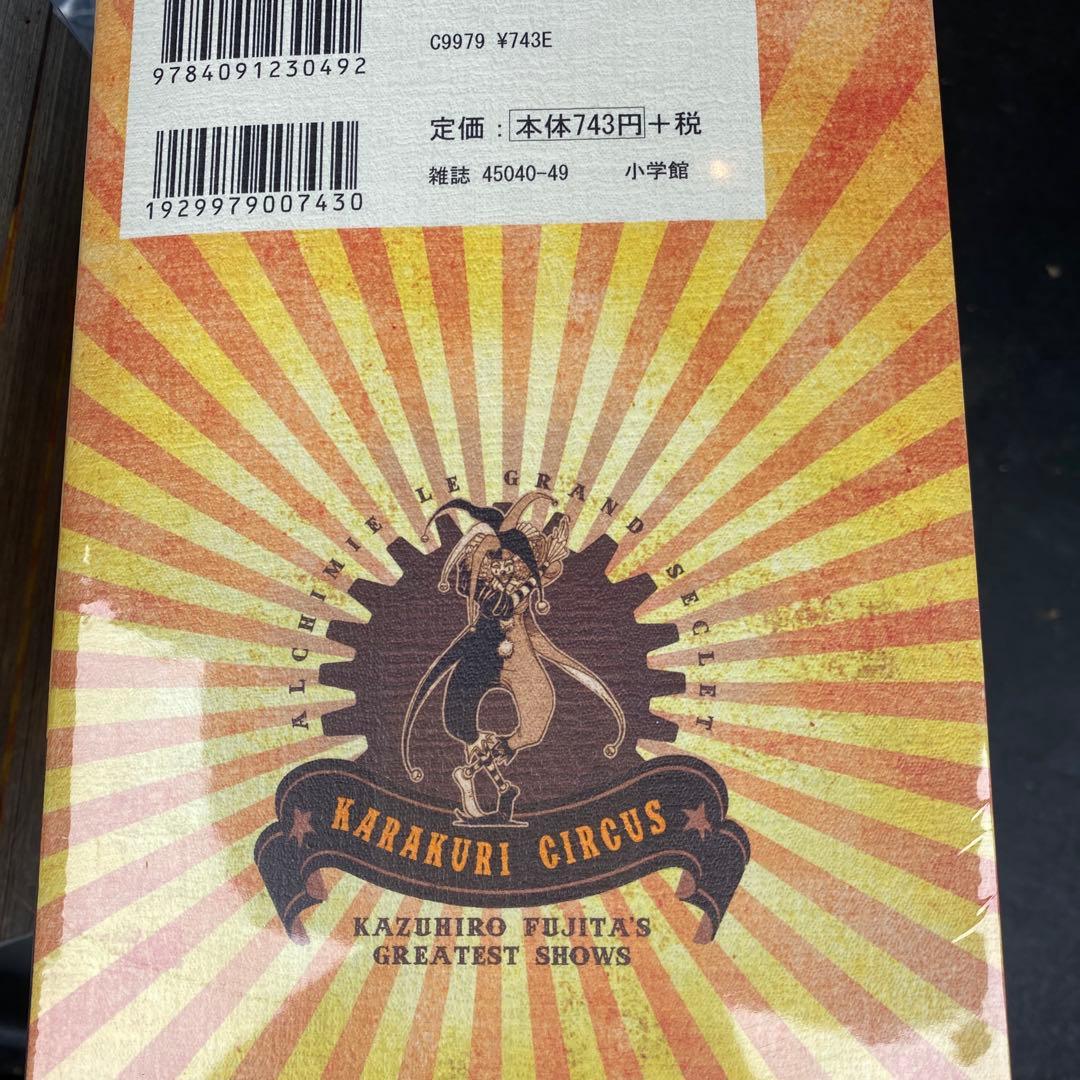 9784091230492
C9979 ¥743E
定価：本体743円＋税
1929979007430
雑誌 45040-49 小学館
ALCHIMIE LE GRAND SECLET
KARAKURI CIRCUS
KAZUHIRO FUJITA'S
GREATEST SHOWS